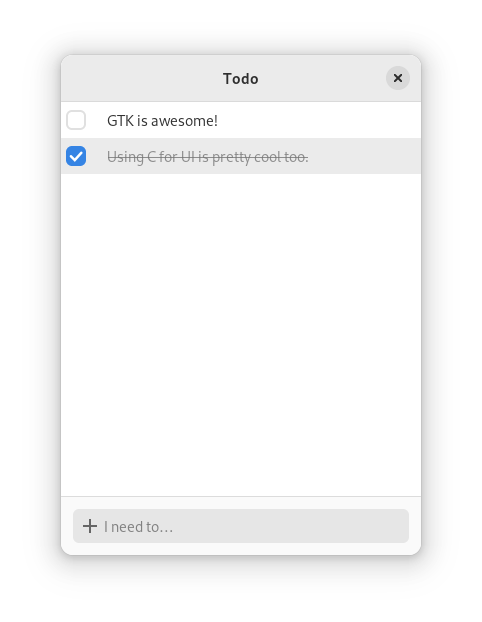 Todo
GTK is awesome!
Using C for UI is pretty cool too.
I need to…